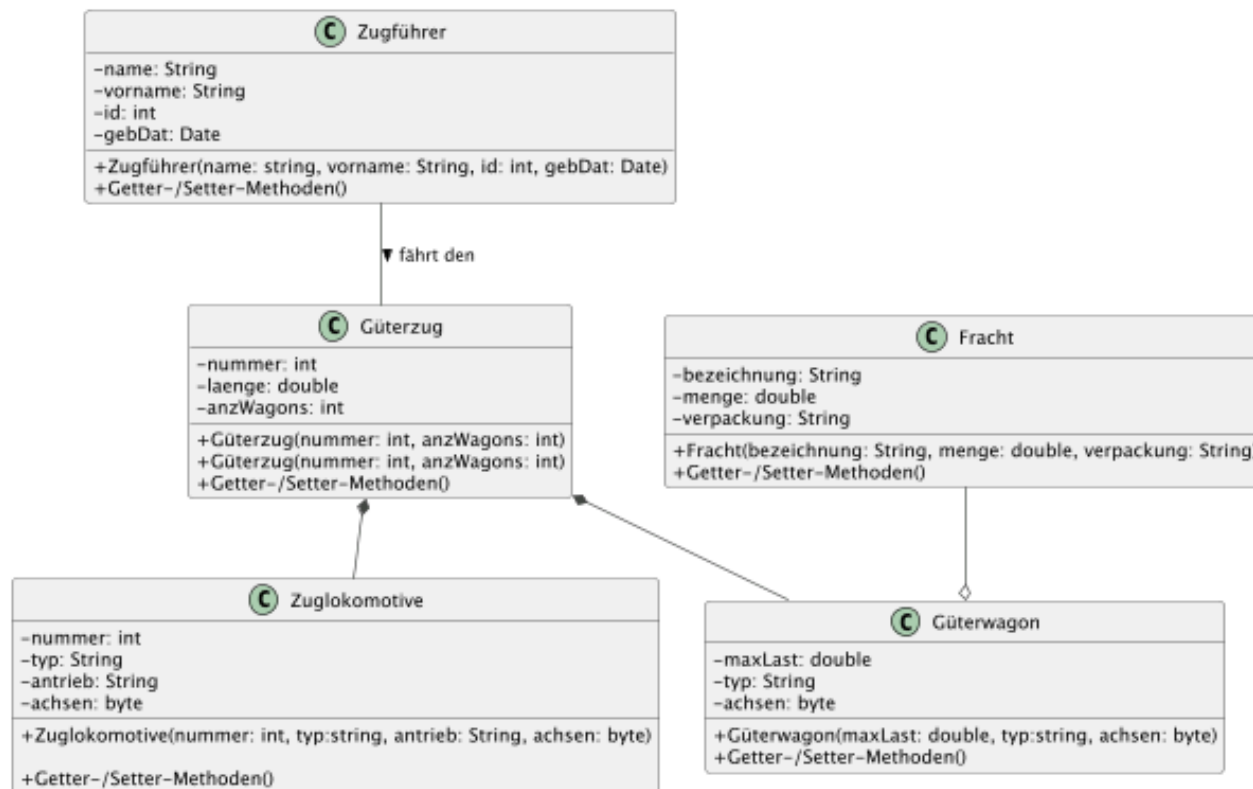 C Zugführer
-name: String
-vorname: String
-id: int
-gebDat: Date
+Zugführer(name: string, vorname: String, id: int, gebDat: Date)
+Getter-/Setter-Methoden()
fährt den
C Güterzug
-nummer: int
-laenge: double
-anzWagons: int
+Güterzug(nummer: int, anzWagons: int)
+Güterzug(nummer: int, anzWagons: int)
+Getter-/Setter-Methoden()
C Fracht
-bezeichnung: String
-menge: double
-verpackung: String
+Fracht(bezeichnung: String, menge: double, verpackung: String)
+Getter-/Setter-Methoden()
C Zuglokomotive
-nummer: int
-typ: String
-antrieb: String
-achsen: byte
+Zuglokomotive(nummer: int, typ:string, antrieb: String, achsen: byte)
+Getter-/Setter-Methoden()
C Güterwagon
-maxLast: double
-typ: String
-achsen: byte
+Güterwagon(maxLast: double, typ:string, achsen: byte)
+Getter-/Setter-Methoden()